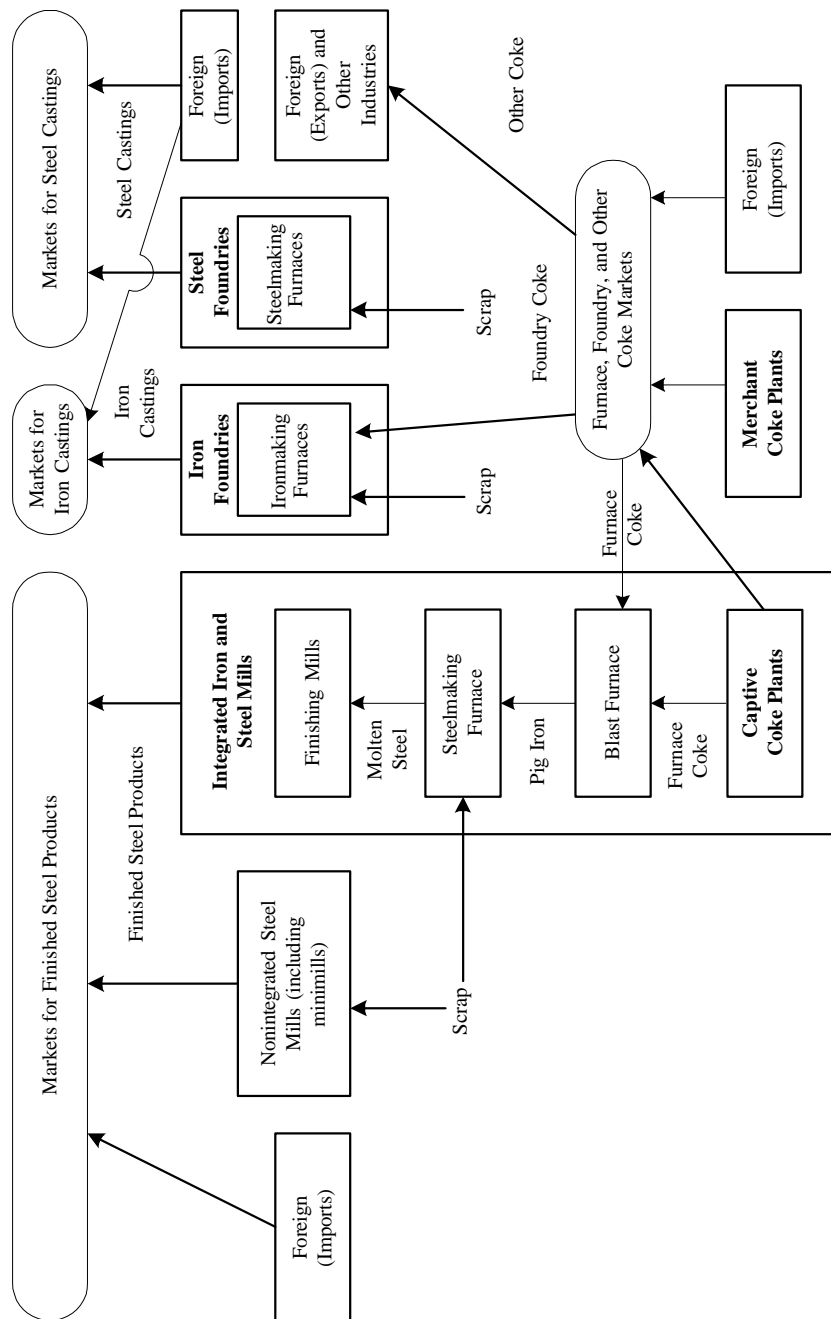 Markets for Finished Steel Products
Markets for
Iron Castings
Markets for Steel Castings
Finished Steel Products
Iron
Castings
Steel Castings
Foreign
(Imports)
Nonintegrated Steel
Mills (including
minimills)
Scrap
Integrated Iron and
Steel Mills
Finishing Mills
Molten
Steel
Steelmaking
Furnace
Pig Iron
Blast Furnace
Furnace
Coke
Captive
Coke Plants
Iron
Foundries
Ironmaking
Furnaces
Scrap
Steel
Foundries
Steelmaking
Furnaces
Scrap
Foreign
(Imports)
Foreign
(Exports) and
Other
Industries
Foundry Coke
Other Coke
Furnace
Coke
Furnace, Foundry, and Other
Coke Markets
Merchant
Coke Plants
Foreign
(Imports)